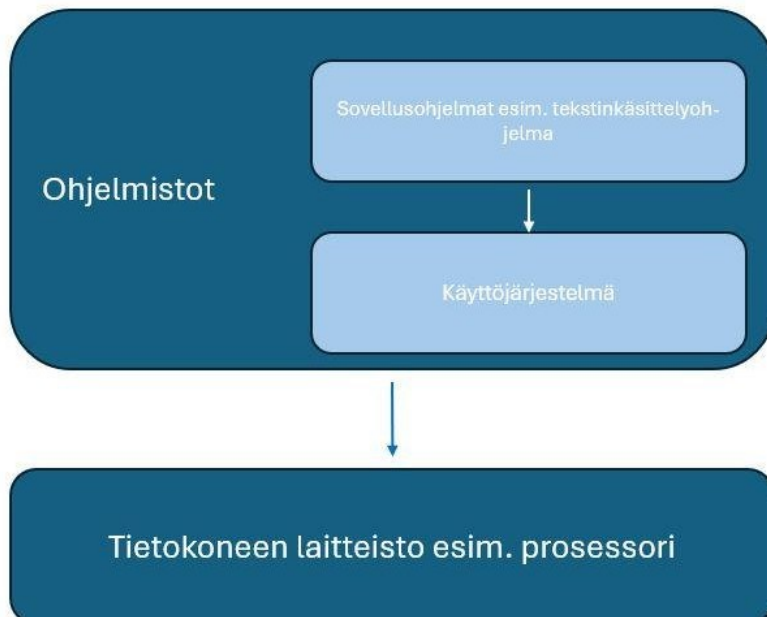 Sovellusohjelmat esim. tekstinkäsittelyoh-
jelma
Ohjelmistot
Käyttöjärjestelmä
Tietokoneen laitteisto esim. prosessori